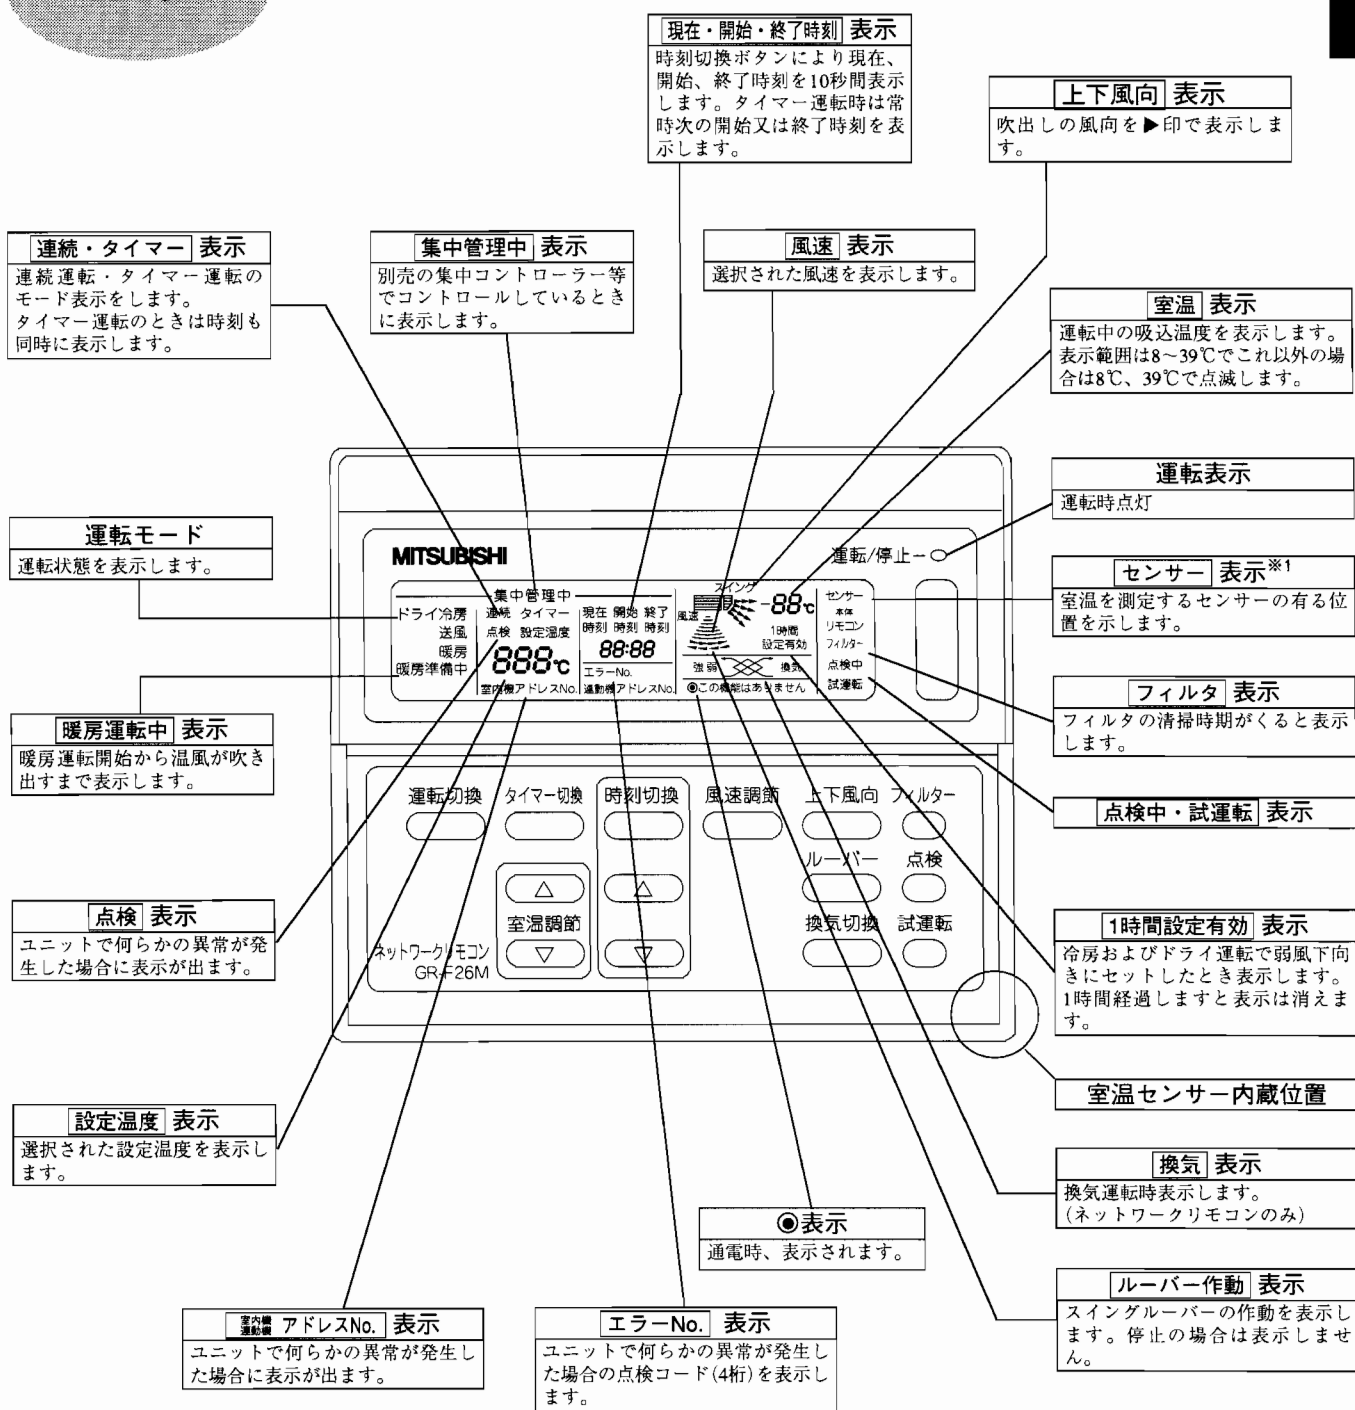 現在・開始・終了時刻 表示
時刻切換ボタンにより現在、
開始、終了時刻を10秒間表示
します。タイマー運転時は常
時次の開始又は終了時刻を表
示します。
上下風向 表示
吹出しの風向を▶印で表示しま
す。
連続・タイマー 表示
連続運転・タイマー運転の
モード表示をします。
タイマー運転のときは時刻も
同時に表示します。
集中管理中 表示
別売の集中コントローラー等
でコントロールしているとき
に表示します。
風速 表示
選択された風速を表示します。
室温 表示
運転中の吸込温度を表示します。
表示範囲は8〜39℃でこれ以外の場
合は8℃、39℃で点滅します。
運転表示
運転時点灯
運転モード
運転状態を表示します。
センサー 表示※1
室温を測定するセンサーの有る位
置を示します。
MITSUBISHI
運転/停止
集中管理中
ドライ冷房
送風
暖房
暖房準備中
連続 タイマー
点検 設定温度
888℃
室内機アドレスNo.
現在 開始 終了
時刻 時刻 時刻
88:88
エラーNo.
連動機アドレスNo.
スイング
風速
-88℃
1時間
設定有効
強弱 換気
◉この機能はありません
センサー
本体
リモコン
フィルター
点検中
試運転
フィルタ 表示
フィルタの清掃時期がくると表示
します。
暖房運転中 表示
暖房運転開始から温風が吹き
出すまで表示します。
点検中・試運転 表示
運転切換 タイマー切換 時刻切換 風速調節 上下風向 フィルター
ルーバー 点検
△ △
室温調節 換気切換 試運転
▽ ▽
ネットワークリモコン
GR-F26M
点検 表示
ユニットで何らかの異常が発
生した場合に表示が出ます。
1時間設定有効 表示
冷房およびドライ運転で弱風下向
きにセットしたとき表示します。
1時間経過しますと表示は消えま
す。
室温センサー内蔵位置
設定温度 表示
選択された設定温度を表示し
ます。
換気 表示
換気運転時表示します。
(ネットワークリモコンのみ)
◉表示
通電時、表示されます。
ルーバー作動 表示
スイングルーバーの作動を表示し
ます。停止の場合は表示しませ
ん。
室内機
連動機 アドレスNo. 表示
ユニットで何らかの異常が発生し
た場合に表示が出ます。
エラーNo. 表示
ユニットで何らかの異常が発生し
た場合の点検コード(4桁)を表示し
ます。